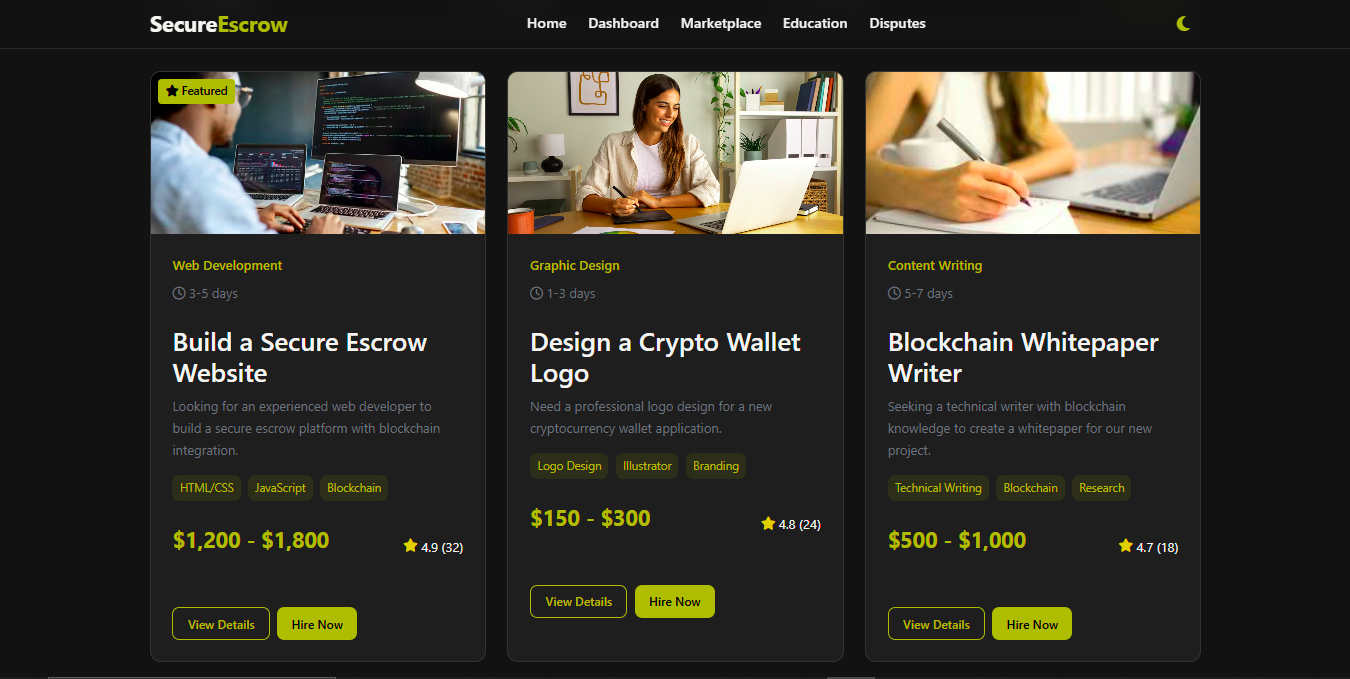 SecureEscrow
Home Dashboard Marketplace Education Disputes
Featured
Web Development
3-5 days
Build a Secure Escrow
Website
Looking for an experienced web developer to
build a secure escrow platform with blockchain
integration.
HTML/CSS JavaScript Blockchain
$1,200 - $1,800
4.9 (32)
View Details Hire Now
Graphic Design
1-3 days
Design a Crypto Wallet
Logo
Need a professional logo design for a new
cryptocurrency wallet application.
Logo Design Illustrator Branding
$150 - $300
4.8 (24)
View Details Hire Now
Content Writing
5-7 days
Blockchain Whitepaper
Writer
Seeking a technical writer with blockchain
knowledge to create a whitepaper for our new
project.
Technical Writing Blockchain Research
$500 - $1,000
4.7 (18)
View Details Hire Now